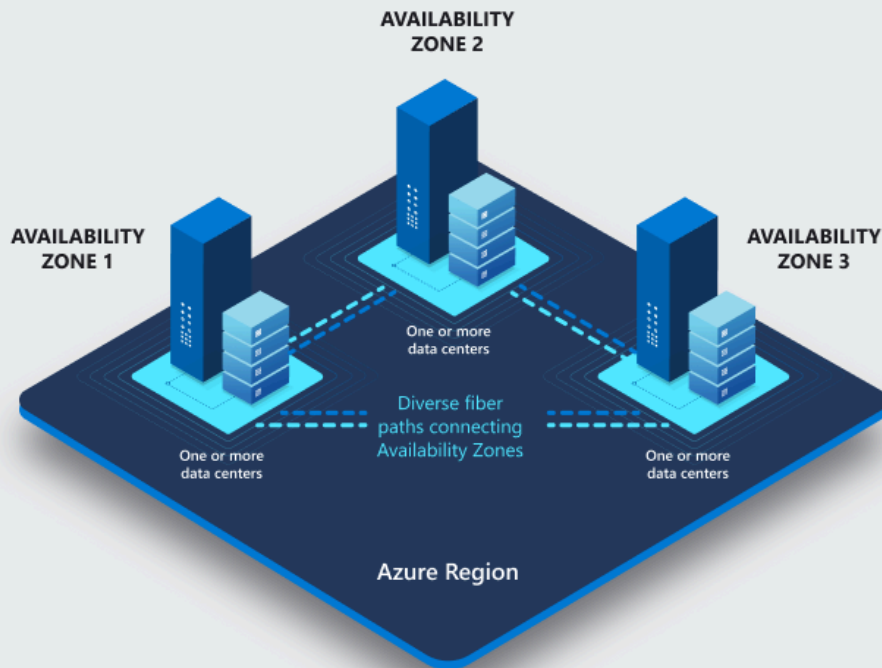 AVAILABILITY
ZONE 2
AVAILABILITY
ZONE 1
AVAILABILITY
ZONE 3
One or more
data centers
Diverse fiber
paths connecting
Availability Zones
One or more
data centers
One or more
data centers
Azure Region